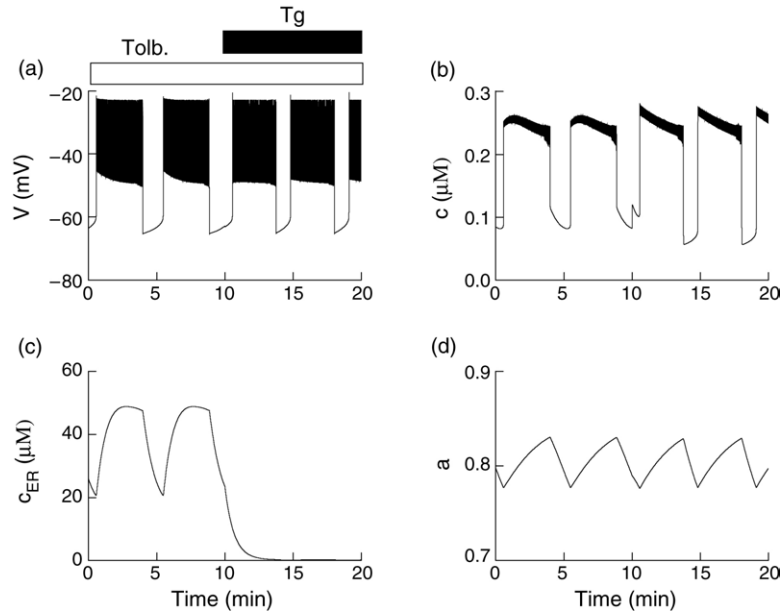 Tg
Tolb.
(a)
−20
−40
−60
−80
V (mV)
0 5 10 15 20
(b)
0.3
0.2
0.1
0.0
c (μM)
0 5 10 15 20
(c)
60
40
20
0
cER (μM)
0 5 10 15 20
Time (min)
(d)
0.9
0.8
0.7
a
0 5 10 15 20
Time (min)